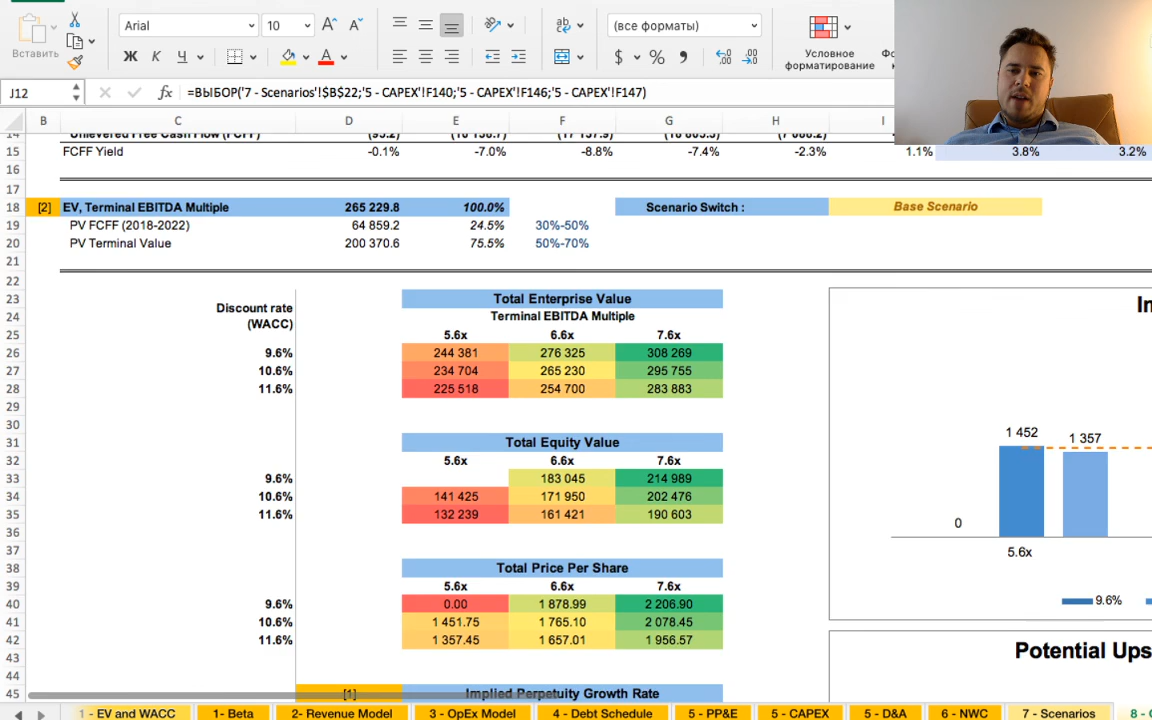 Arial 10 (все форматы)
Вставить Ж К Ч $ % Условное форматирование
J12 fx =ВЫБОР('7 - Scenarios'!$B$22;'5 - CAPEX'!F140;'5 - CAPEX'!F146;'5 - CAPEX'!F147)
B C D E F G H I
15 FCFF Yield -0.1% -7.0% -8.8% -7.4% -2.3% 1.1% 3.8% 3.2%
16
17
18 [2] EV, Terminal EBITDA Multiple 265 229.8 100.0% Scenario Switch : Base Scenario
19 PV FCFF (2018-2022) 64 859.2 24.5% 30%-50%
20 PV Terminal Value 200 370.6 75.5% 50%-70%
21
22
23 Total Enterprise Value
24 Discount rate (WACC) Terminal EBITDA Multiple
25 5.6x 6.6x 7.6x
26 9.6% 244 381 276 325 308 269
27 10.6% 234 704 265 230 295 755
28 11.6% 225 518 254 700 283 883
29
30
31 Total Equity Value
32 5.6x 6.6x 7.6x
33 9.6% 183 045 214 989
34 10.6% 141 425 171 950 202 476
35 11.6% 132 239 161 421 190 603
36
37
38 Total Price Per Share
39 5.6x 6.6x 7.6x
40 9.6% 0.00 1 878.99 2 206.90
41 10.6% 1 451.75 1 765.10 2 078.45
42 11.6% 1 357.45 1 657.01 1 956.57
43
44
45 [1] Implied Perpetuity Growth Rate
0 1 452 1 357
5.6x
9.6%
Potential Ups
1 - EV and WACC 1- Beta 2- Revenue Model 3 - OpEx Model 4 - Debt Schedule 5 - PP&E 5 - CAPEX 5 - D&A 6 - NWC 7 - Scenarios